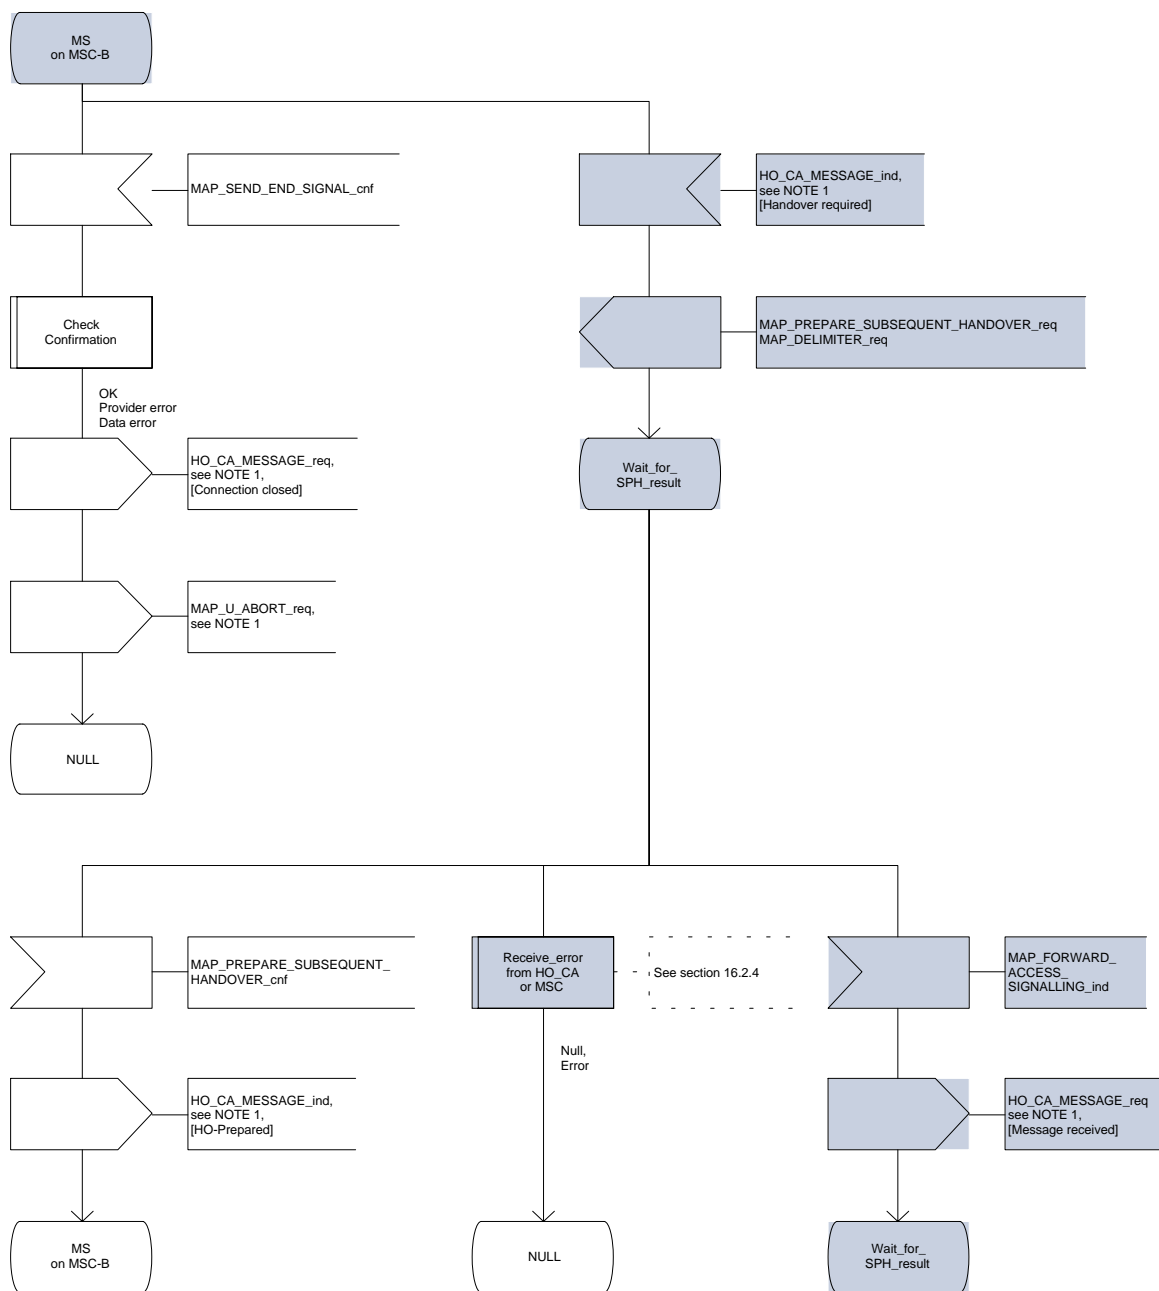 MS
on MSC-B
MAP_SEND_END_SIGNAL_cnf
HO_CA_MESSAGE_ind,
see NOTE 1
[Handover required]
Check
Confirmation
MAP_PREPARE_SUBSEQUENT_HANDOVER_req
MAP_DELIMITER_req
OK
Provider error
Data error
HO_CA_MESSAGE_req,
see NOTE 1,
[Connection closed]
Wait_for_
SPH_result
MAP_U_ABORT_req,
see NOTE 1
NULL
MAP_PREPARE_SUBSEQUENT_
HANDOVER_cnf
Receive_error
from HO_CA
or MSC
See section 16.2.4
MAP_FORWARD_
ACCESS_
SIGNALLING_ind
Null,
Error
HO_CA_MESSAGE_ind,
see NOTE 1,
[HO-Prepared]
HO_CA_MESSAGE_req
see NOTE 1,
[Message received]
MS
on MSC-B
NULL
Wait_for_
SPH_result